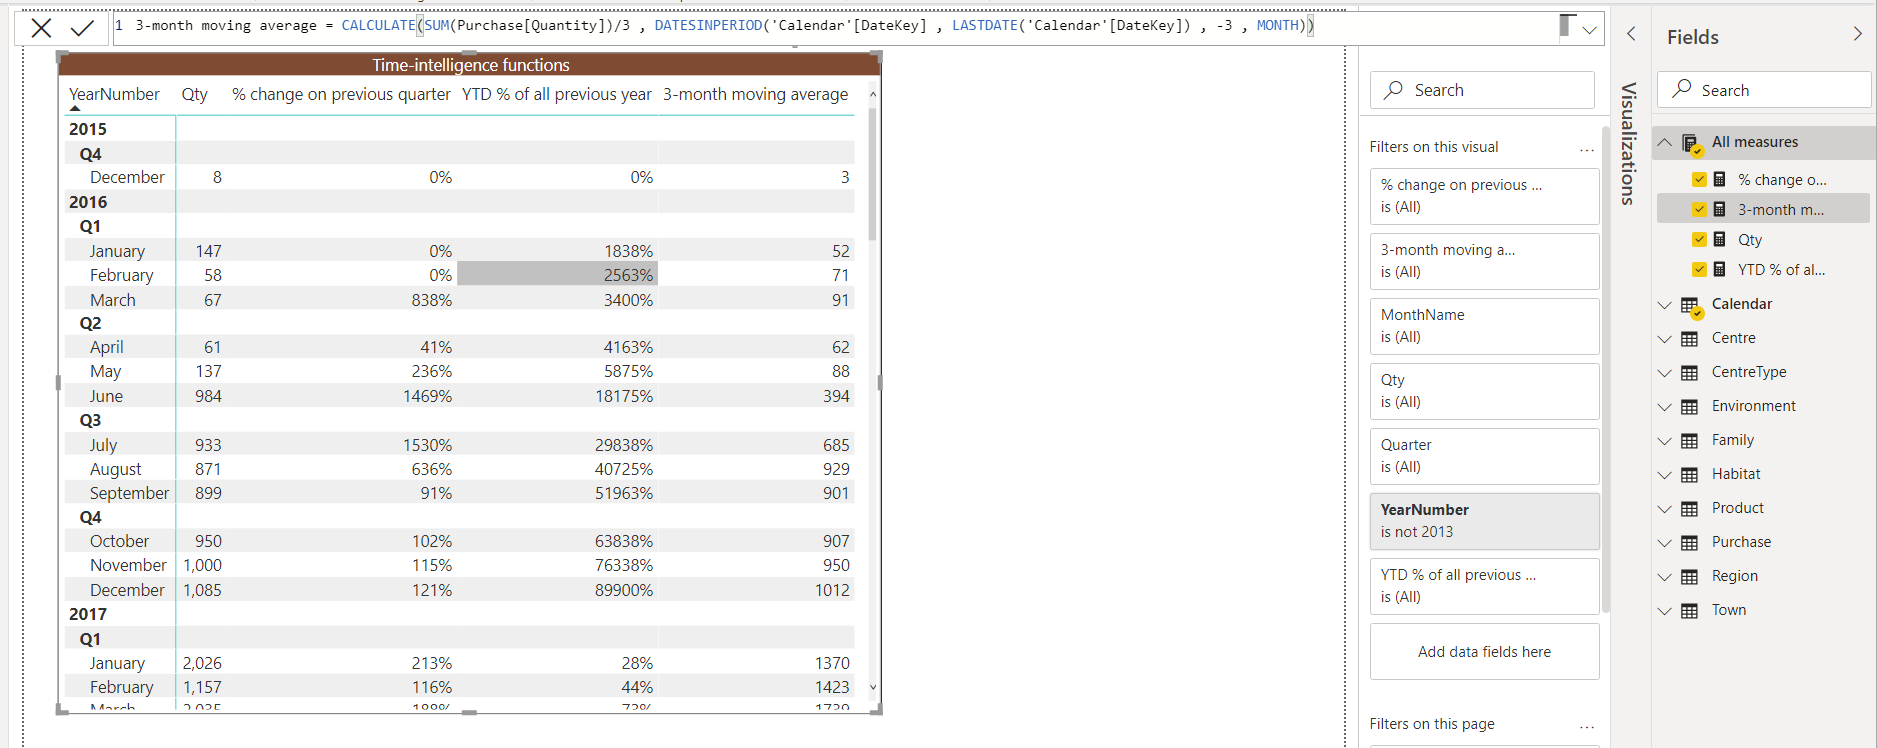 1 3-month moving average = CALCULATE(SUM(Purchase[Quantity])/3 , DATESINPERIOD('Calendar'[DateKey] , LASTDATE('Calendar'[DateKey]) , -3 , MONTH))
Time-intelligence functions
YearNumber Qty % change on previous quarter YTD % of all previous year 3-month moving average
2015
Q4
December 8 0% 0% 3
2016
Q1
January 147 0% 1838% 52
February 58 0% 2563% 71
March 67 838% 3400% 91
Q2
April 61 41% 4163% 62
May 137 236% 5875% 88
June 984 1469% 18175% 394
Q3
July 933 1530% 29838% 685
August 871 636% 40725% 929
September 899 91% 51963% 901
Q4
October 950 102% 63838% 907
November 1,000 115% 76338% 950
December 1,085 121% 89900% 1012
2017
Q1
January 2,026 213% 28% 1370
February 1,157 116% 44% 1423
March 2,035 188% 73% 1739
Search
Filters on this visual ...
% change on previous ...
is (All)
3-month moving a...
is (All)
MonthName
is (All)
Qty
is (All)
Quarter
is (All)
YearNumber
is not 2013
YTD % of all previous ...
is (All)
Add data fields here
Filters on this page ...
Visualizations
Fields
Search
All measures
% change o...
3-month m...
Qty
YTD % of al...
Calendar
Centre
CentreType
Environment
Family
Habitat
Product
Purchase
Region
Town